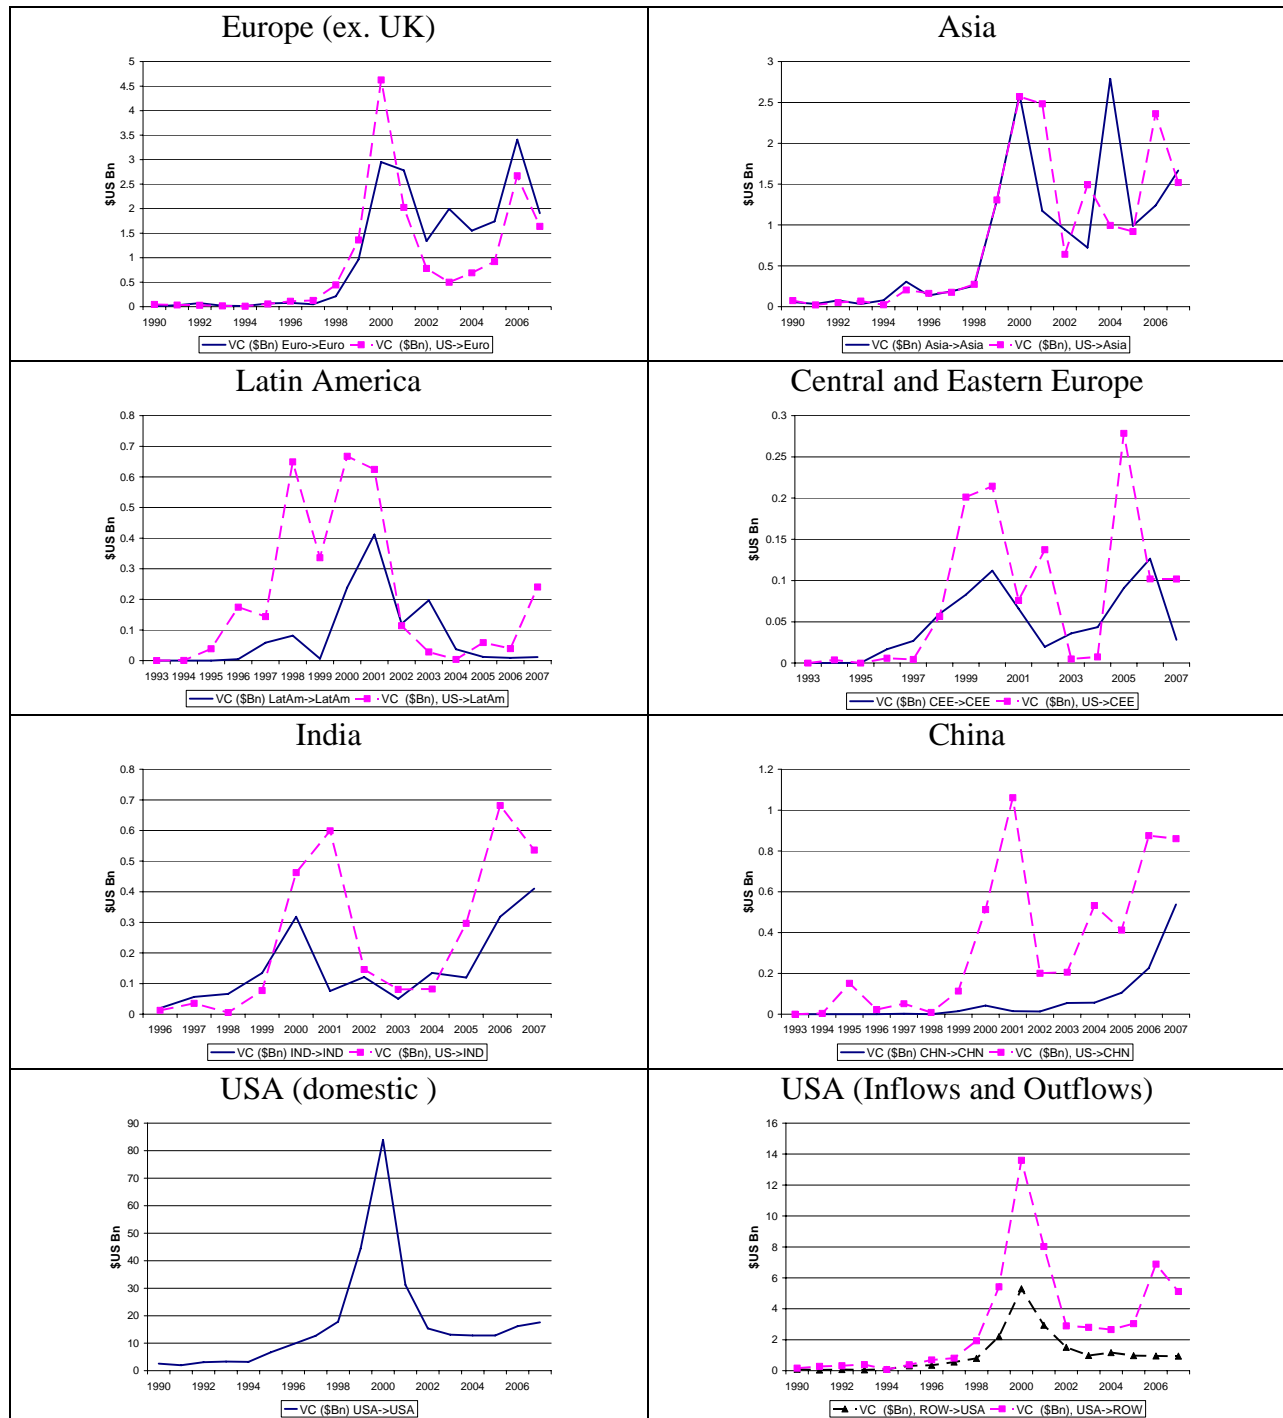 Europe (ex. UK)
5
4.5
4
3.5
3
2.5
2
1.5
1
0.5
0
$US Bn
1990 1992 1994 1996 1998 2000 2002 2004 2006
VC ($Bn) Euro->Euro VC ($Bn), US->Euro
Asia
3
2.5
2
1.5
1
0.5
0
$US Bn
1990 1992 1994 1996 1998 2000 2002 2004 2006
VC ($Bn) Asia->Asia VC ($Bn), US->Asia
Latin America
0.8
0.7
0.6
0.5
0.4
0.3
0.2
0.1
0
$US Bn
1993 1994 1995 1996 1997 1998 1999 2000 2001 2002 2003 2004 2005 2006 2007
VC ($Bn) LatAm->LatAm VC ($Bn), US->LatAm
Central and Eastern Europe
0.3
0.25
0.2
0.15
0.1
0.05
0
$US Bn
1993 1995 1997 1999 2001 2003 2005 2007
VC ($Bn) CEE->CEE VC ($Bn), US->CEE
India
0.8
0.7
0.6
0.5
0.4
0.3
0.2
0.1
0
$US Bn
1996 1997 1998 1999 2000 2001 2002 2003 2004 2005 2006 2007
VC ($Bn) IND->IND VC ($Bn), US->IND
China
1.2
1
0.8
0.6
0.4
0.2
0
$US Bn
1993 1994 1995 1996 1997 1998 1999 2000 2001 2002 2003 2004 2005 2006 2007
VC ($Bn) CHN->CHN VC ($Bn), US->CHN
USA (domestic )
90
80
70
60
50
40
30
20
10
0
$US Bn
1990 1992 1994 1996 1998 2000 2002 2004 2006
VC ($Bn) USA->USA
USA (Inflows and Outflows)
16
14
12
10
8
6
4
2
0
$US Bn
1990 1992 1994 1996 1998 2000 2002 2004 2006
VC ($Bn), ROW->USA VC ($Bn), USA->ROW